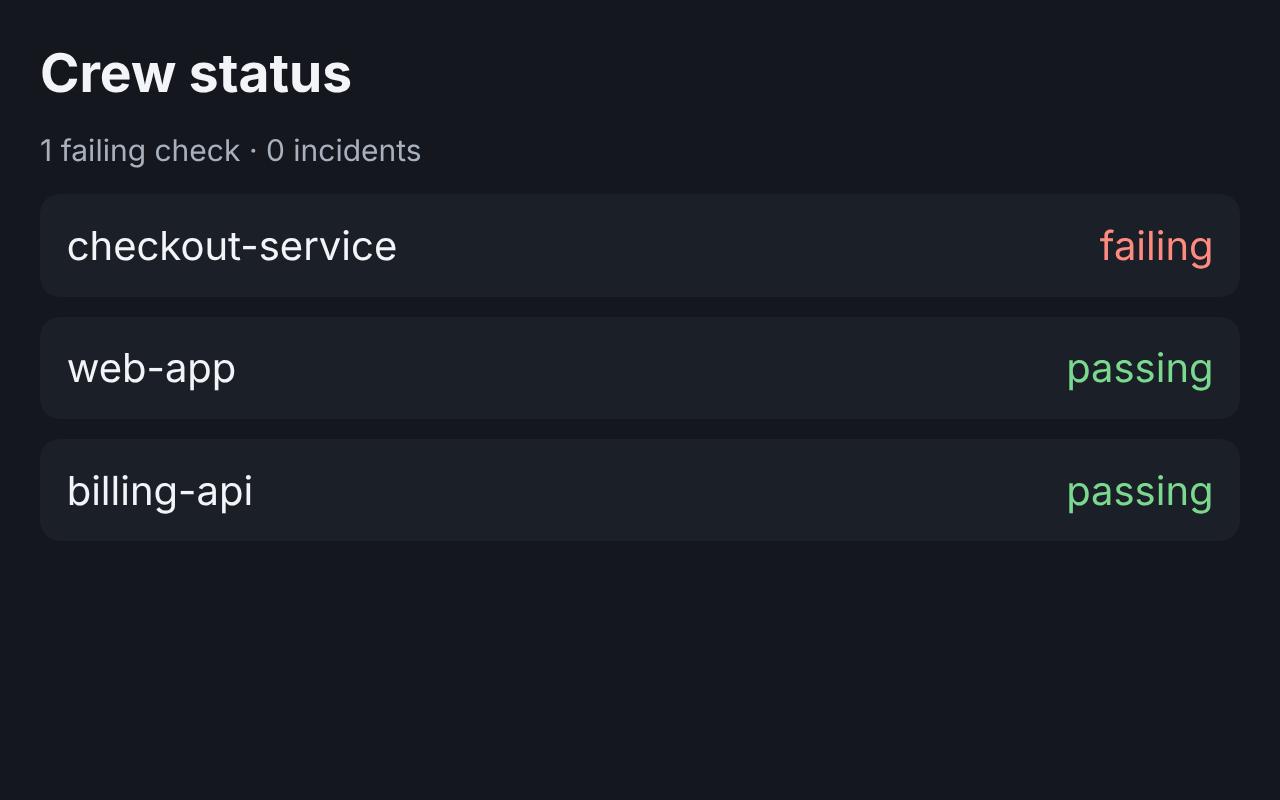 Crew status
1 failing check · 0 incidents
checkout-service failing
web-app passing
billing-api passing